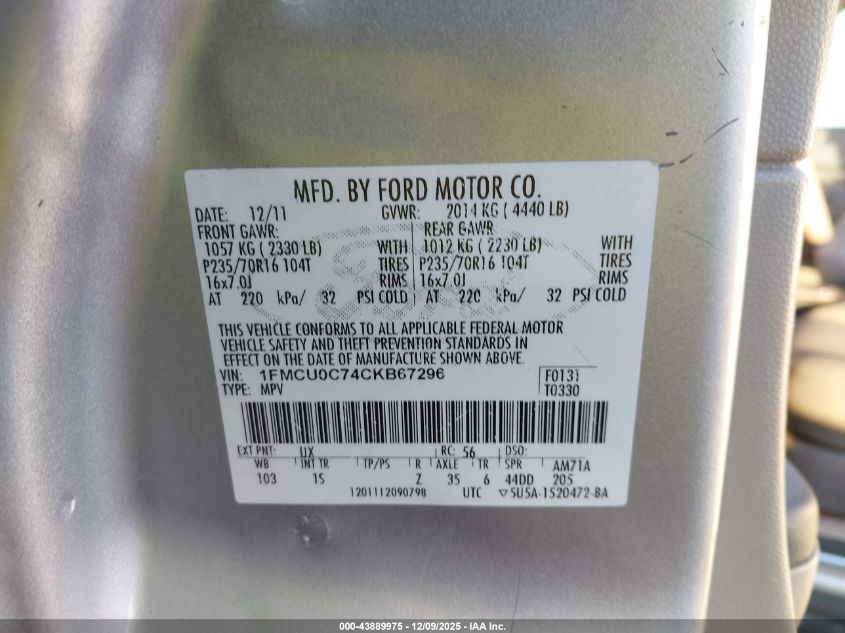 MFD. BY FORD MOTOR CO.
DATE: 12/11 GVWR: 2014 KG ( 4440 LB)
FRONT GAWR: REAR GAWR
1057 KG ( 2330 LB) WITH 1012 KG ( 2230 LB) WITH
P235/70R16 104T TIRES P235/70R16 104T TIRES
16x7.0J RIMS 16x7.0J RIMS
AT 220 kPa/ 32 PSI COLD AT 220 kPa/ 32 PSI COLD
THIS VEHICLE CONFORMS TO ALL APPLICABLE FEDERAL MOTOR
VEHICLE SAFETY AND THEFT PREVENTION STANDARDS IN
EFFECT ON THE DATE OF MANUFACTURE SHOWN ABOVE.
VIN: 1FMCU0C74CKB67296 F0131
TYPE: MPV T0330
EXT PNT: UX RC: 56 DSO:
WB INT TR TP/PS R AXLE TR SPR AM71A
103 15 Z 35 6 44DD 205
1201112090798 UTC ▽5U5A-1520472-BA
000-43889975 - 12/09/2025 - IAA Inc.